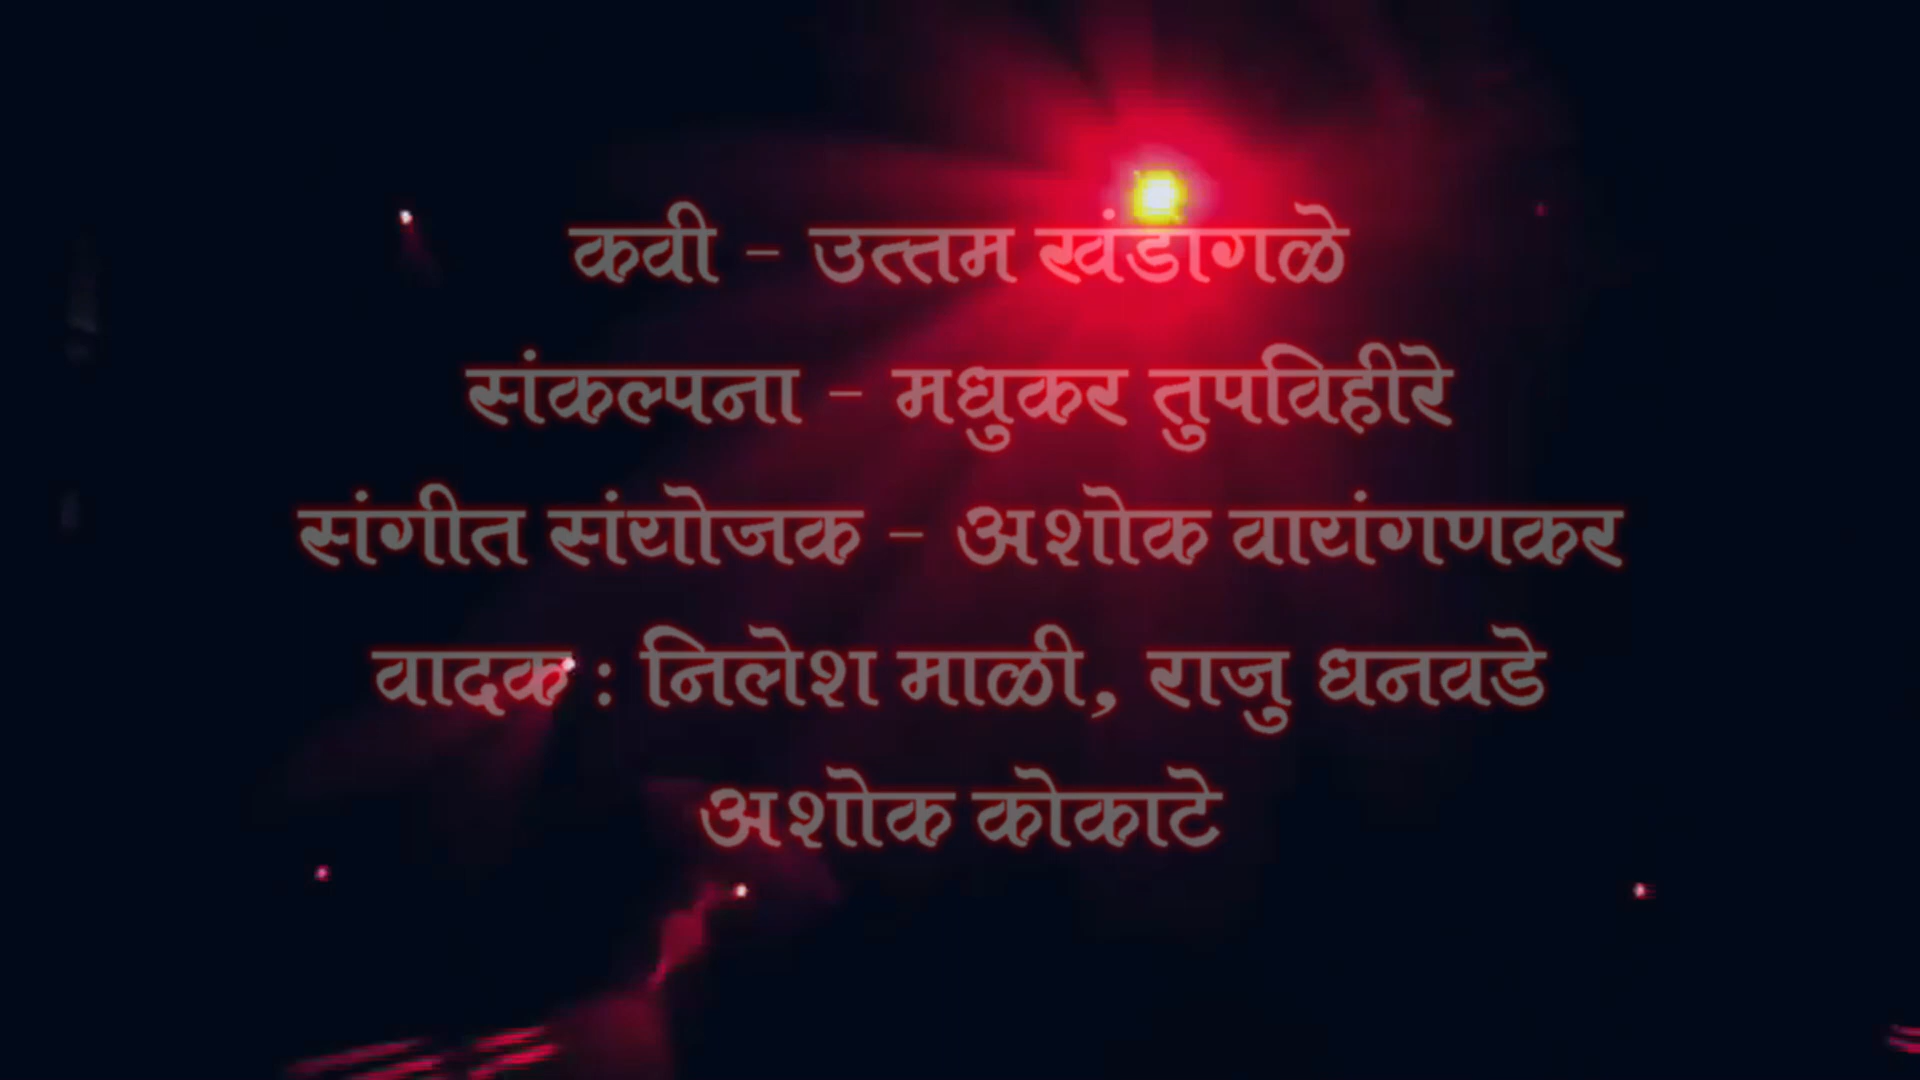 कवी - उत्तम खंडागळे
संकल्पना - मधुकर तुपविहीरे
संगीत संयोजक - अशोक वायंगणकर
वादक : निलेश माळी, राजु धनवडे
अशोक कोकाटे